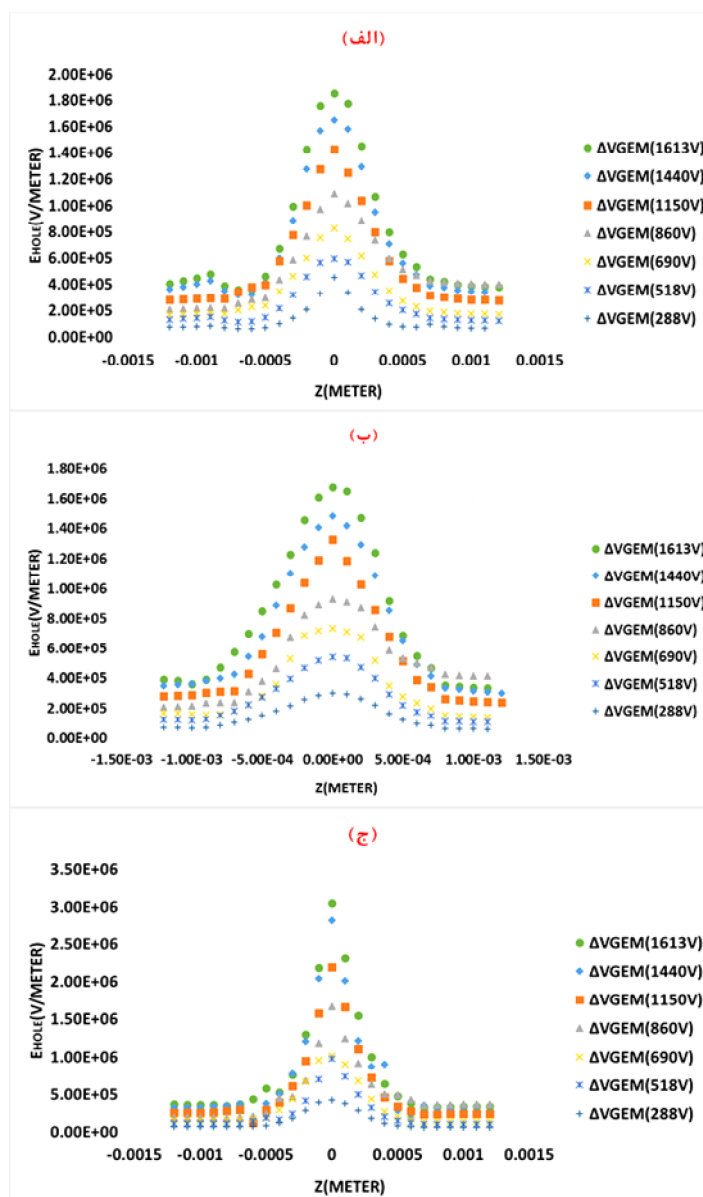 (الف)
2.00E+06
1.80E+06
1.60E+06
1.40E+06
1.20E+06
1.00E+06
8.00E+05
6.00E+05
4.00E+05
2.00E+05
0.00E+00
EHOLE(V/METER)
-0.0015 -0.001 -0.0005 0 0.0005 0.001 0.0015
Z(METER)
ΔVGEM(1613V)
ΔVGEM(1440V)
ΔVGEM(1150V)
ΔVGEM(860V)
ΔVGEM(690V)
ΔVGEM(518V)
ΔVGEM(288V)
(ب)
1.80E+06
1.60E+06
1.40E+06
1.20E+06
1.00E+06
8.00E+05
6.00E+05
4.00E+05
2.00E+05
0.00E+00
EHOLE(V/METER)
-1.50E-03 -1.00E-03 -5.00E-04 0.00E+00 5.00E-04 1.00E-03 1.50E-03
Z(METER)
ΔVGEM(1613V)
ΔVGEM(1440V)
ΔVGEM(1150V)
ΔVGEM(860V)
ΔVGEM(690V)
ΔVGEM(518V)
ΔVGEM(288V)
(ج)
3.50E+06
3.00E+06
2.50E+06
2.00E+06
1.50E+06
1.00E+06
5.00E+05
0.00E+00
EHOLE(V/METER)
-0.0015 -0.001 -0.0005 0 0.0005 0.001 0.0015
Z(METER)
ΔVGEM(1613V)
ΔVGEM(1440V)
ΔVGEM(1150V)
ΔVGEM(860V)
ΔVGEM(690V)
ΔVGEM(518V)
ΔVGEM(288V)